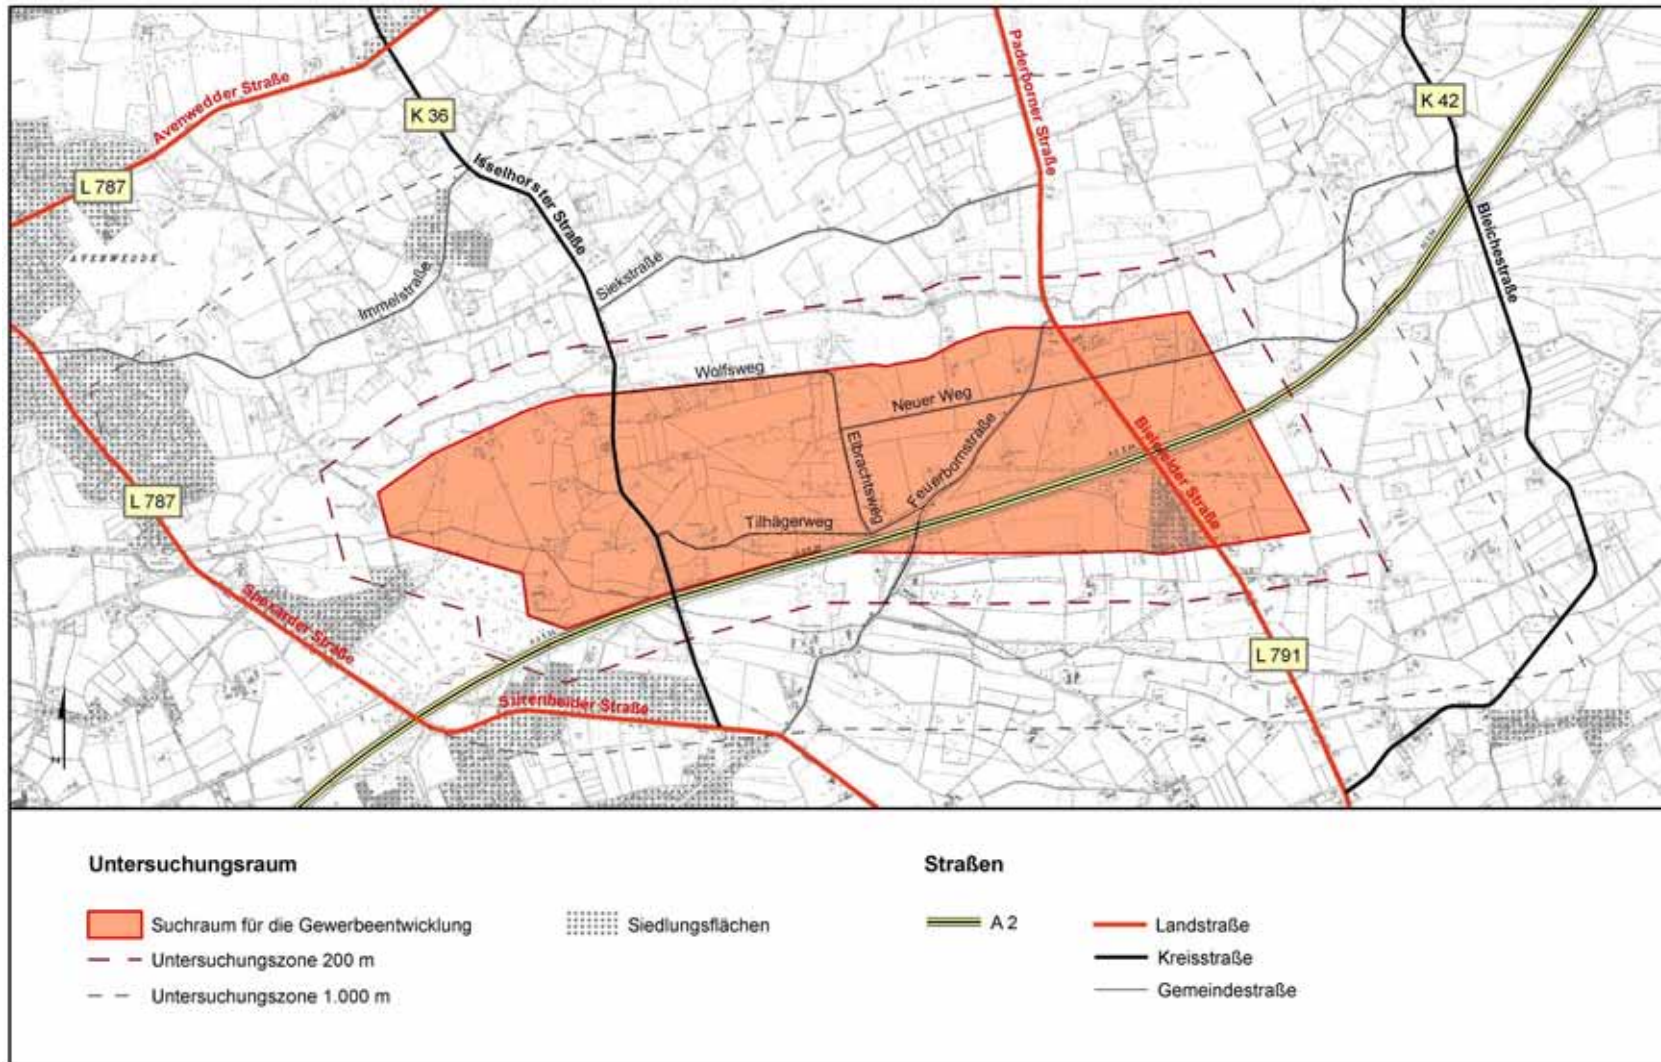 Avenwedder Straße
K 36
Paderborner Straße
K 42
L 787
Isselhorster Straße
AVENWEDDE
Immelstraße
Siekstraße
Bleichestraße
Wolfsweg
Neuer Weg
Elbrachtsweg
Feuerbornstraße
Bielefelder Straße
L 787
Tilhägerweg
Spexarder Straße
L 791
Sürenheider Straße
Untersuchungsraum
Straßen
Suchraum für die Gewerbeentwicklung
Siedlungsflächen
A 2
Landstraße
Untersuchungszone 200 m
Kreisstraße
Untersuchungszone 1.000 m
Gemeindestraße